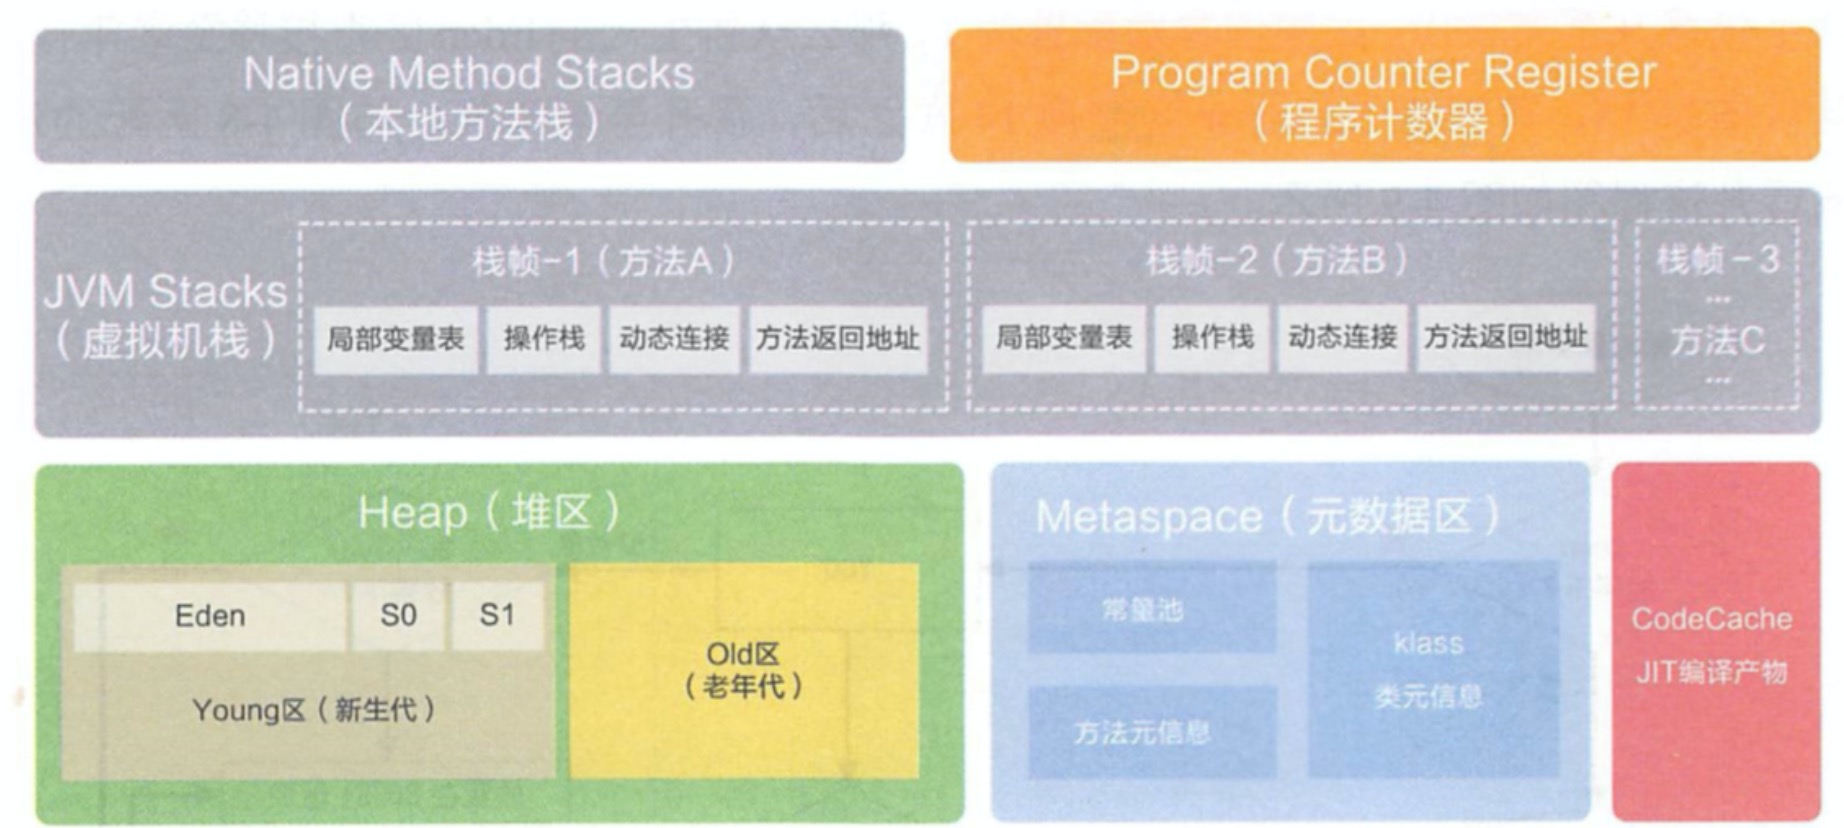 Native Method Stacks
（本地方法栈）
Program Counter Register
（程序计数器）
JVM Stacks
（虚拟机栈）
栈帧-1（方法A）
局部变量表
操作栈
动态连接
方法返回地址
栈帧-2（方法B）
局部变量表
操作栈
动态连接
方法返回地址
栈帧-3
...
方法C
...
Heap（堆区）
Eden
S0
S1
Young区（新生代）
Old区
（老年代）
Metaspace（元数据区）
常量池
方法元信息
klass
类元信息
CodeCache
JIT编译产物